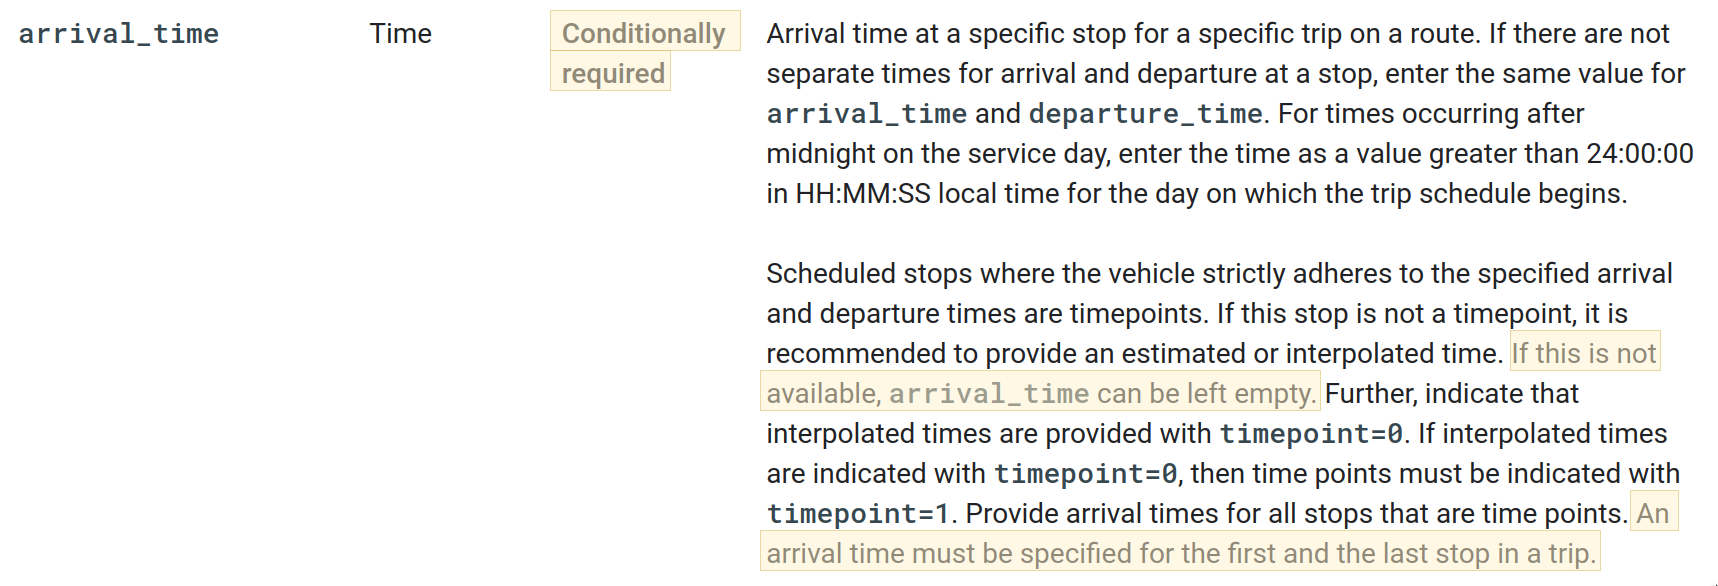 arrival_time Time Conditionally required
Arrival time at a specific stop for a specific trip on a route. If there are not
separate times for arrival and departure at a stop, enter the same value for
arrival_time and departure_time. For times occurring after
midnight on the service day, enter the time as a value greater than 24:00:00
in HH:MM:SS local time for the day on which the trip schedule begins.
Scheduled stops where the vehicle strictly adheres to the specified arrival
and departure times are timepoints. If this stop is not a timepoint, it is
recommended to provide an estimated or interpolated time. If this is not
available, arrival_time can be left empty. Further, indicate that
interpolated times are provided with timepoint=0. If interpolated times
are indicated with timepoint=0, then time points must be indicated with
timepoint=1. Provide arrival times for all stops that are time points. An
arrival time must be specified for the first and the last stop in a trip.